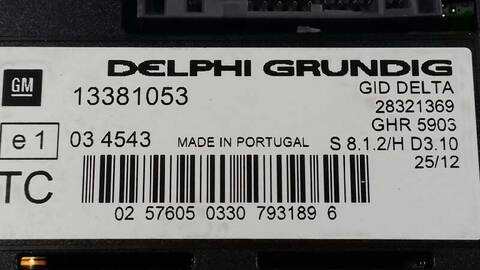 DELPHI GRUNDIG
GM
13381053
GID DELTA
28321369
GHR 5903
e1
03 4543
MADE IN PORTUGAL
S 8.1.2/H D3.10
25/12
TC
02 57605 0330 793189 6